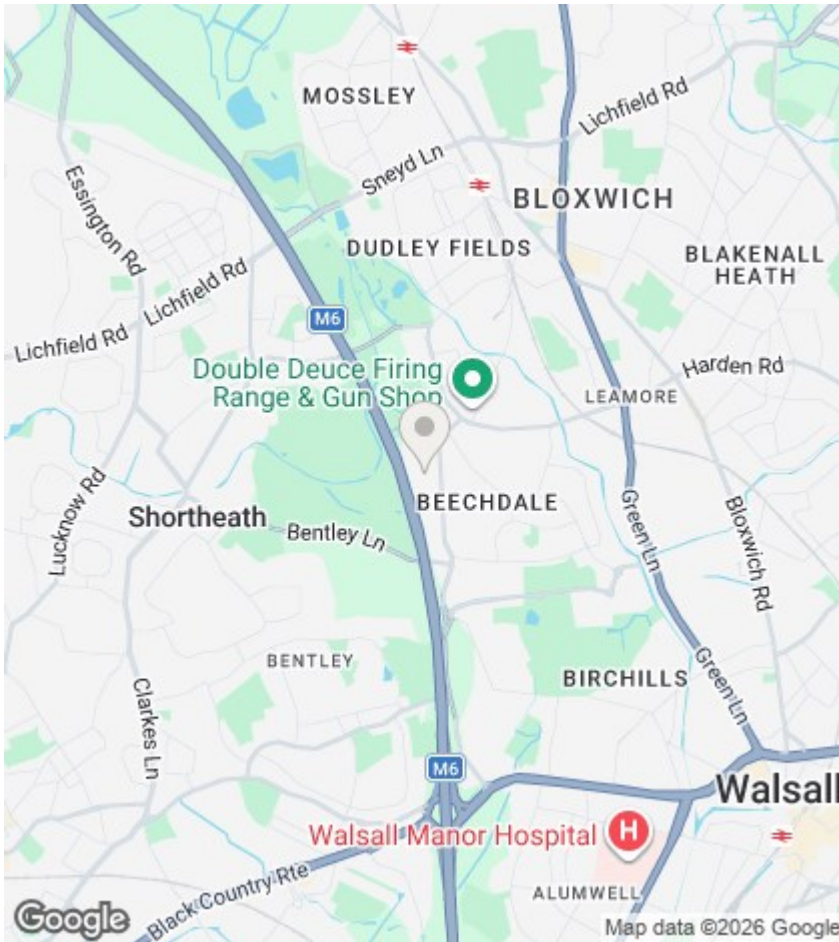 MOSSLEY
Lichfield Rd
Sneyd Ln
Essington Rd
BLOXWICH
DUDLEY FIELDS
BLAKENALL
HEATH
Lichfield Rd
Lichfield Rd
M6
Double Deuce Firing
Range & Gun Shop
Harden Rd
LEAMORE
Lucknow Rd
BEECHDALE
Shortheath
Bentley Ln
Green Ln
Bloxwich Rd
BENTLEY
BIRCHILLS
Clarkes Ln
Green Ln
M6
Walsall
Walsall Manor Hospital
H
ALUMWELL
Black Country Rte
Google
Map data ©2026 Google